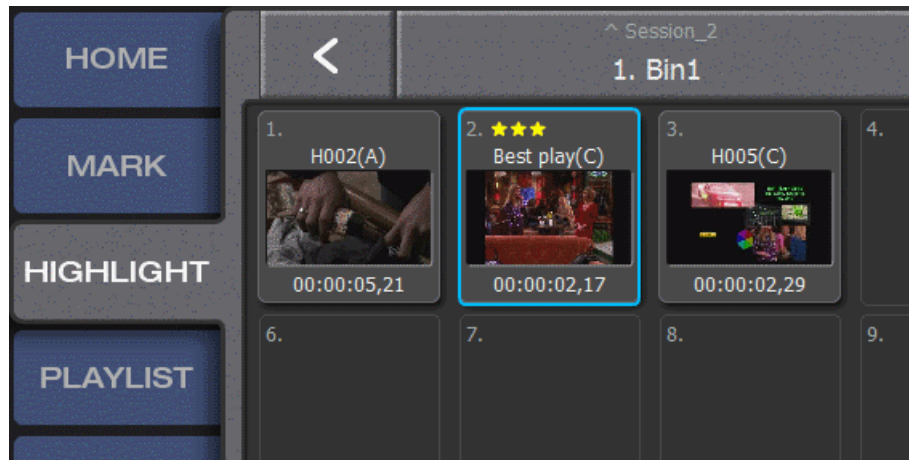 HOME
MARK
HIGHLIGHT
PLAYLIST
^ Session_2
1. Bin1
1.
H002(A)
00:00:05,21
2.
Best play(C)
00:00:02,17
3.
H005(C)
00:00:02,29
4.
6.
7.
8.
9.